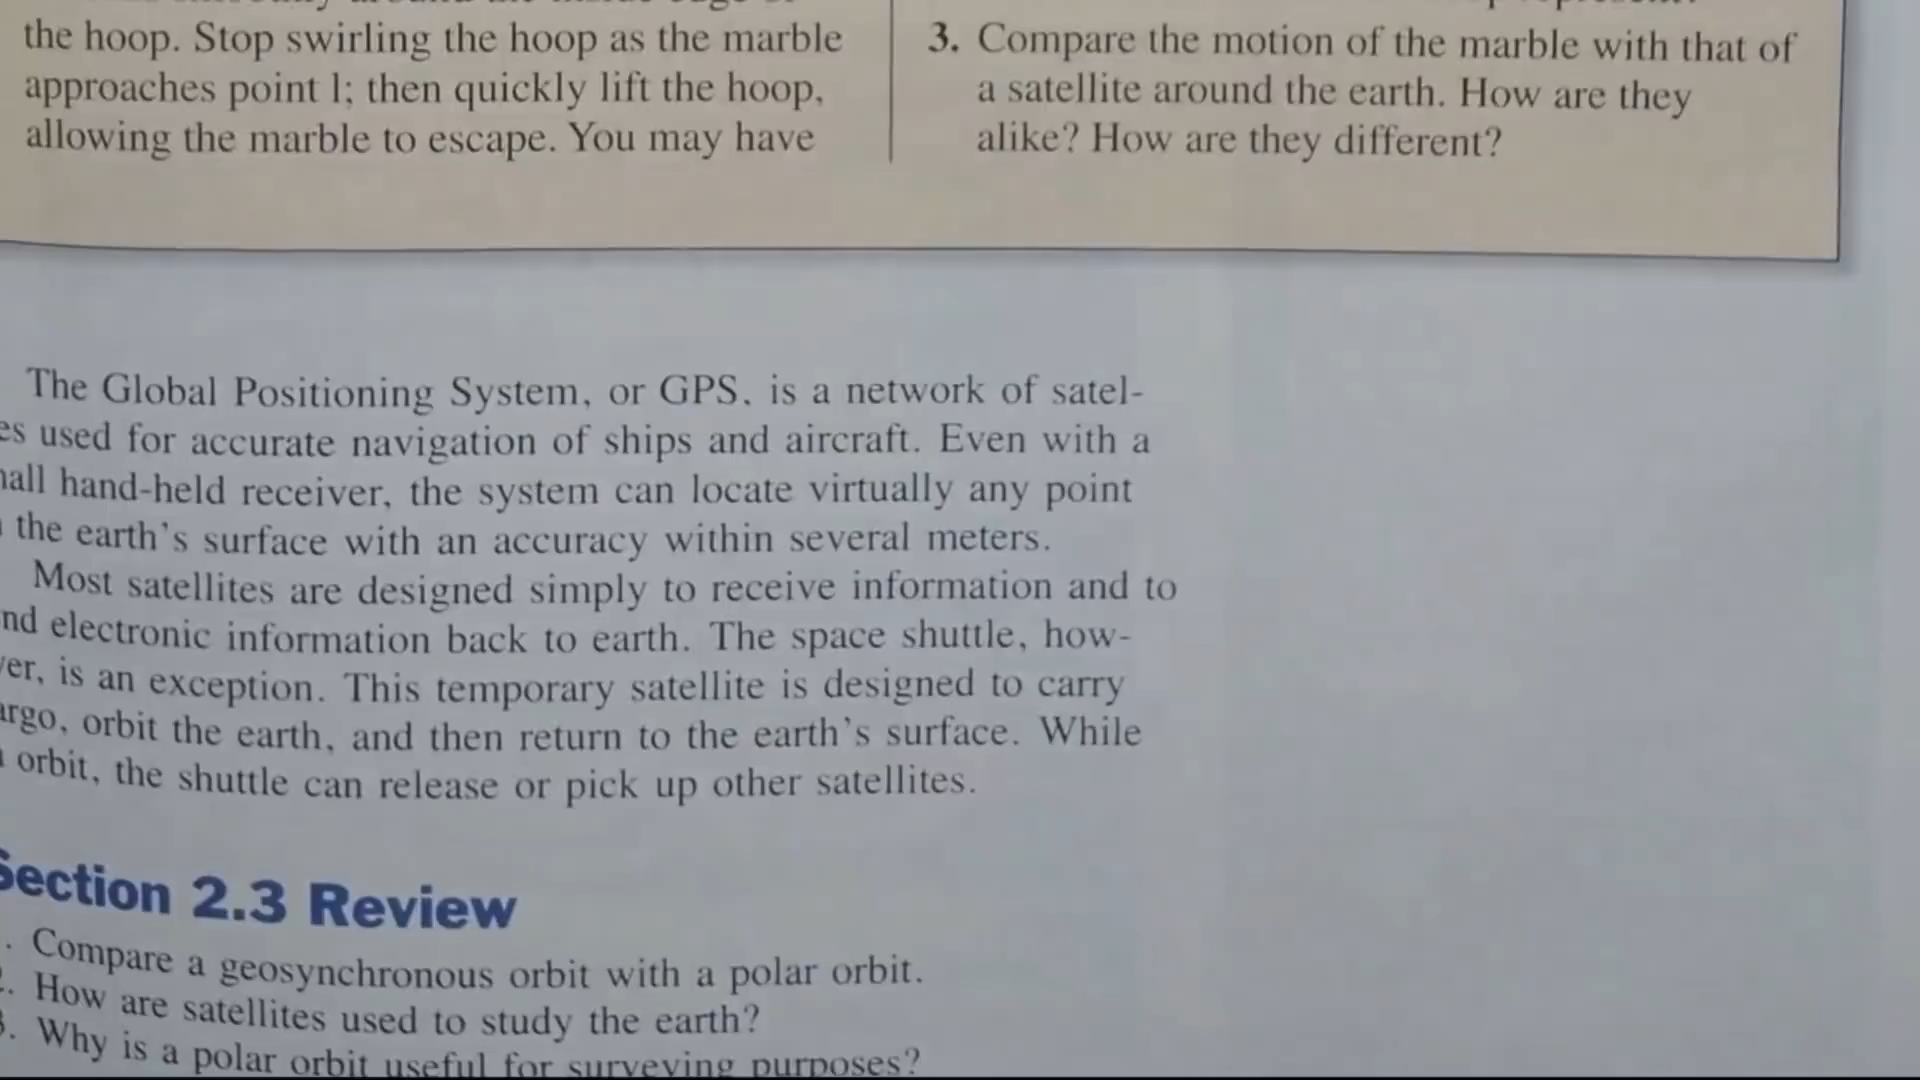 the hoop. Stop swirling the hoop as the marble
approaches point 1; then quickly lift the hoop,
allowing the marble to escape. You may have
3. Compare the motion of the marble with that of
a satellite around the earth. How are they
alike? How are they different?
The Global Positioning System, or GPS, is a network of satel-
es used for accurate navigation of ships and aircraft. Even with a
all hand-held receiver, the system can locate virtually any point
the earth's surface with an accuracy within several meters.
Most satellites are designed simply to receive information and to
nd electronic information back to earth. The space shuttle, how-
er, is an exception. This temporary satellite is designed to carry
argo, orbit the earth, and then return to the earth's surface. While
orbit, the shuttle can release or pick up other satellites.
Section 2.3 Review
. Compare a geosynchronous orbit with a polar orbit.
. How are satellites used to study the earth?
3. Why is a polar orbit useful for surveying purposes?